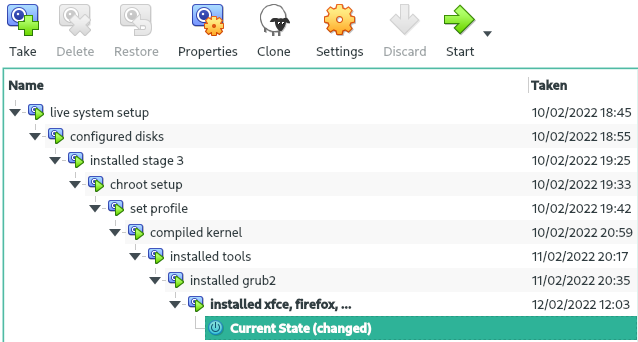 Take Delete Restore Properties Clone Settings Discard Start
Name Taken
live system setup 10/02/2022 18:45
configured disks 10/02/2022 18:55
installed stage 3 10/02/2022 19:25
chroot setup 10/02/2022 19:33
set profile 10/02/2022 19:42
compiled kernel 10/02/2022 20:59
installed tools 11/02/2022 20:17
installed grub2 11/02/2022 20:35
installed xfce, firefox, ... 12/02/2022 12:03
Current State (changed)